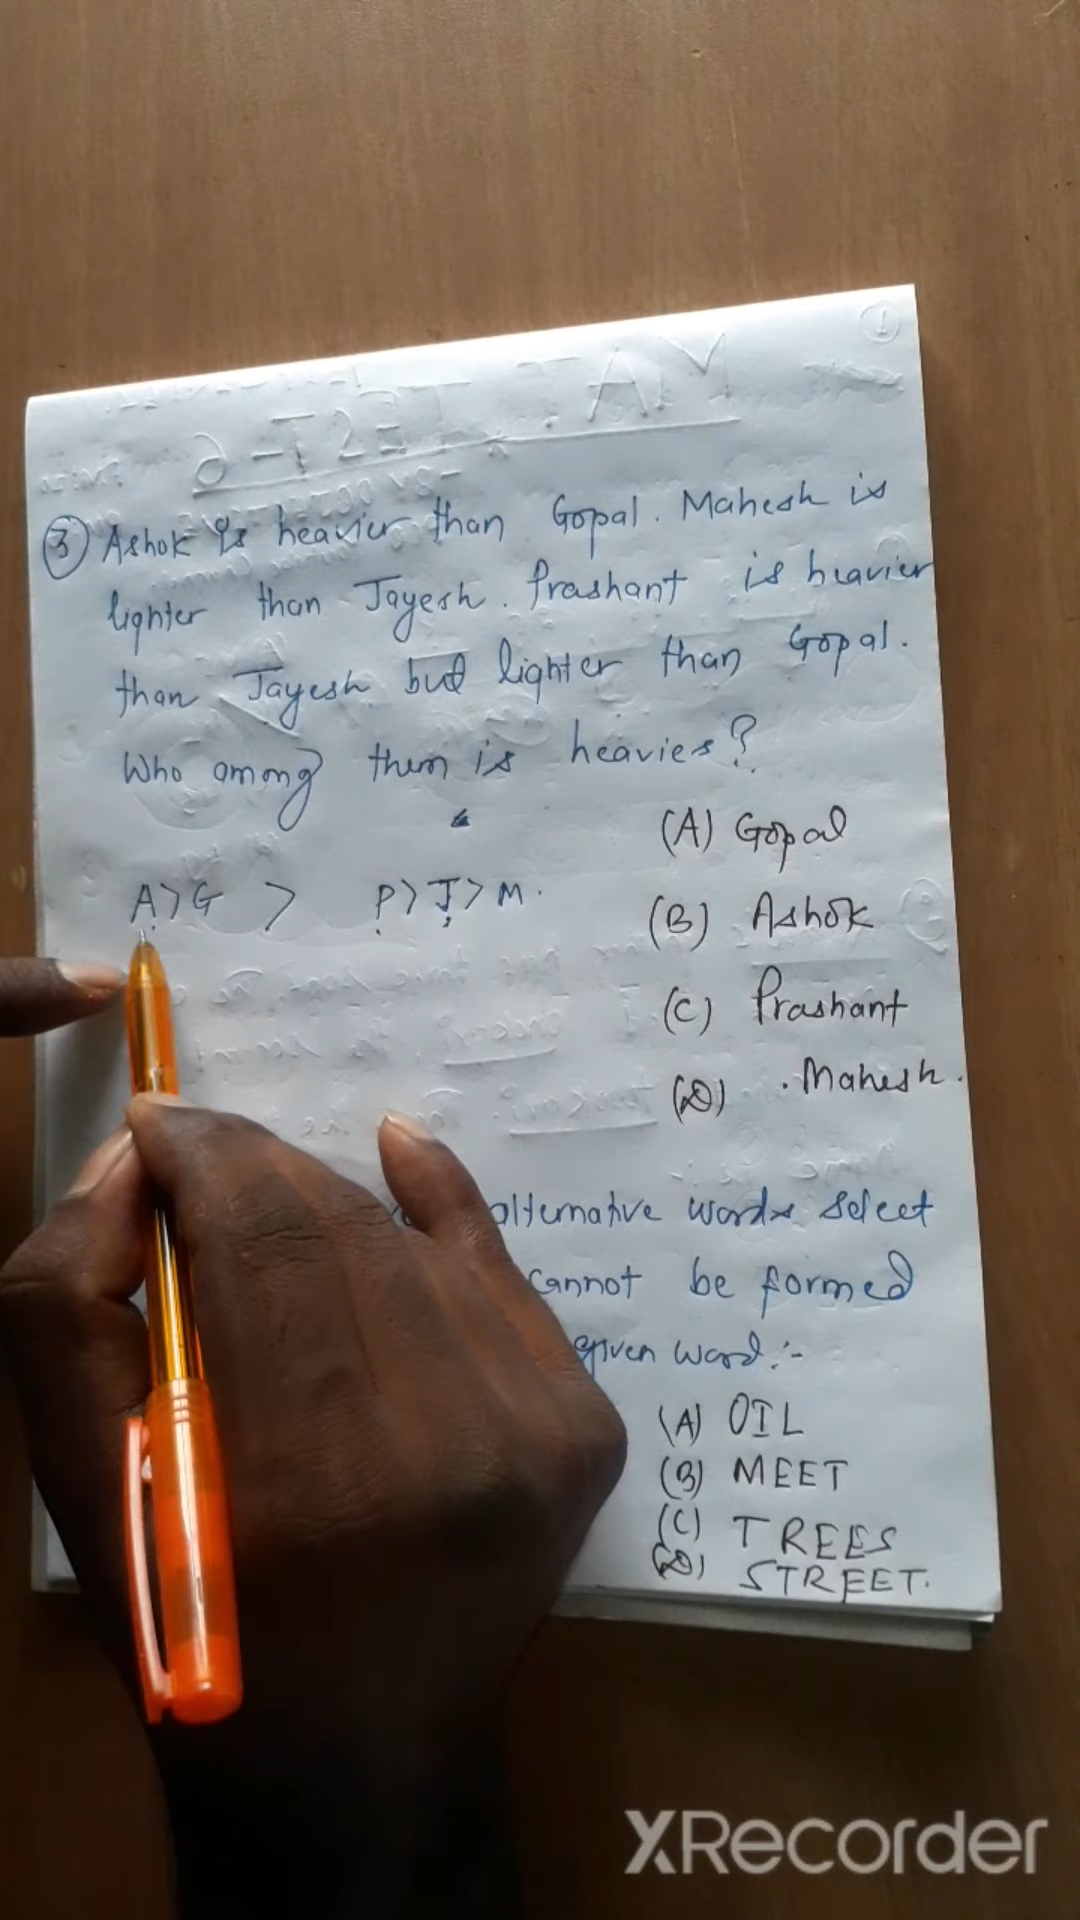 ③ Ashok is heavier than Gopal. Mahesh is
lighter than Jayesh. Prashant is heavier
than Jayesh but lighter than Gopal.
Who among them is heavies?
A > G > P > J > M.
(A) Gopal
(B) Ashok
(C) Prashant
(D) . Mahesh.
alternative words select
cannot be formed
given word :-
(A) OIL
(B) MEET
(C) TREES
(D) STREET.
XRecorder